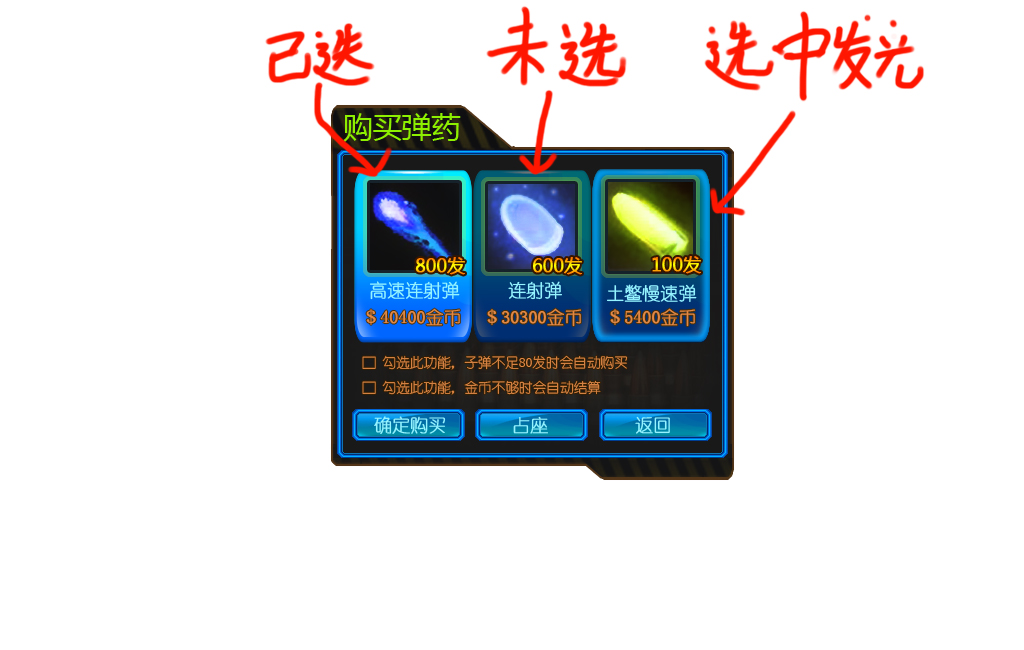 已选 未选 选中发光
购买弹药
800发 600发 100发
高速连射弹 连射弹 土鳖慢速弹
$ 40400金币 $ 30300金币 $ 5400金币
勾选此功能，子弹不足80发时会自动购买
勾选此功能，金币不够时会自动结算
确定购买 占座 返回